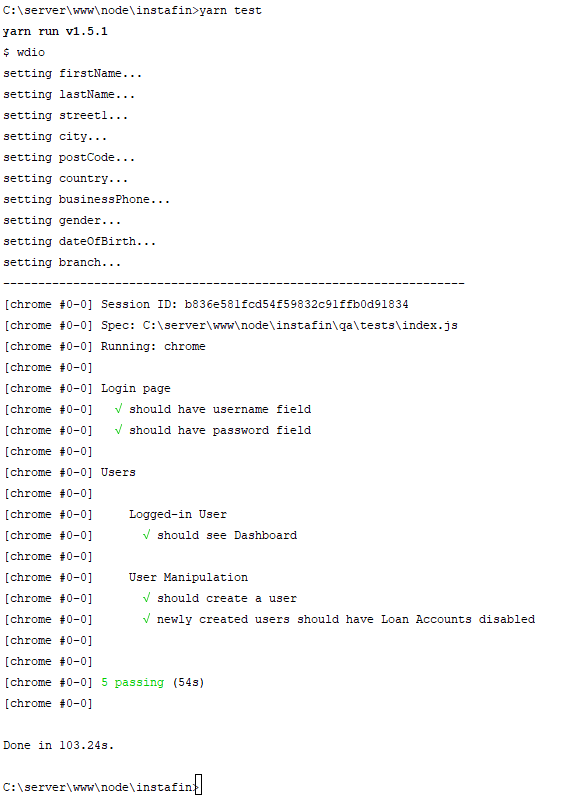 C:\server\www\node\instafin>yarn test
yarn run v1.5.1
$ wdio
setting firstName...
setting lastName...
setting street1...
setting city...
setting postCode...
setting country...
setting businessPhone...
setting gender...
setting dateOfBirth...
setting branch...
------------------------------------------------------------------
[chrome #0-0] Session ID: b836e581fcd54f59832c91ffb0d91834
[chrome #0-0] Spec: C:\server\www\node\instafin\qa\tests\index.js
[chrome #0-0] Running: chrome
[chrome #0-0]
[chrome #0-0] Login page
[chrome #0-0]   √ should have username field
[chrome #0-0]   √ should have password field
[chrome #0-0]
[chrome #0-0] Users
[chrome #0-0]
[chrome #0-0]     Logged-in User
[chrome #0-0]       √ should see Dashboard
[chrome #0-0]
[chrome #0-0]     User Manipulation
[chrome #0-0]       √ should create a user
[chrome #0-0]       √ newly created users should have Loan Accounts disabled
[chrome #0-0]
[chrome #0-0]
[chrome #0-0] 5 passing (54s)
[chrome #0-0]
Done in 103.24s.
C:\server\www\node\instafin>